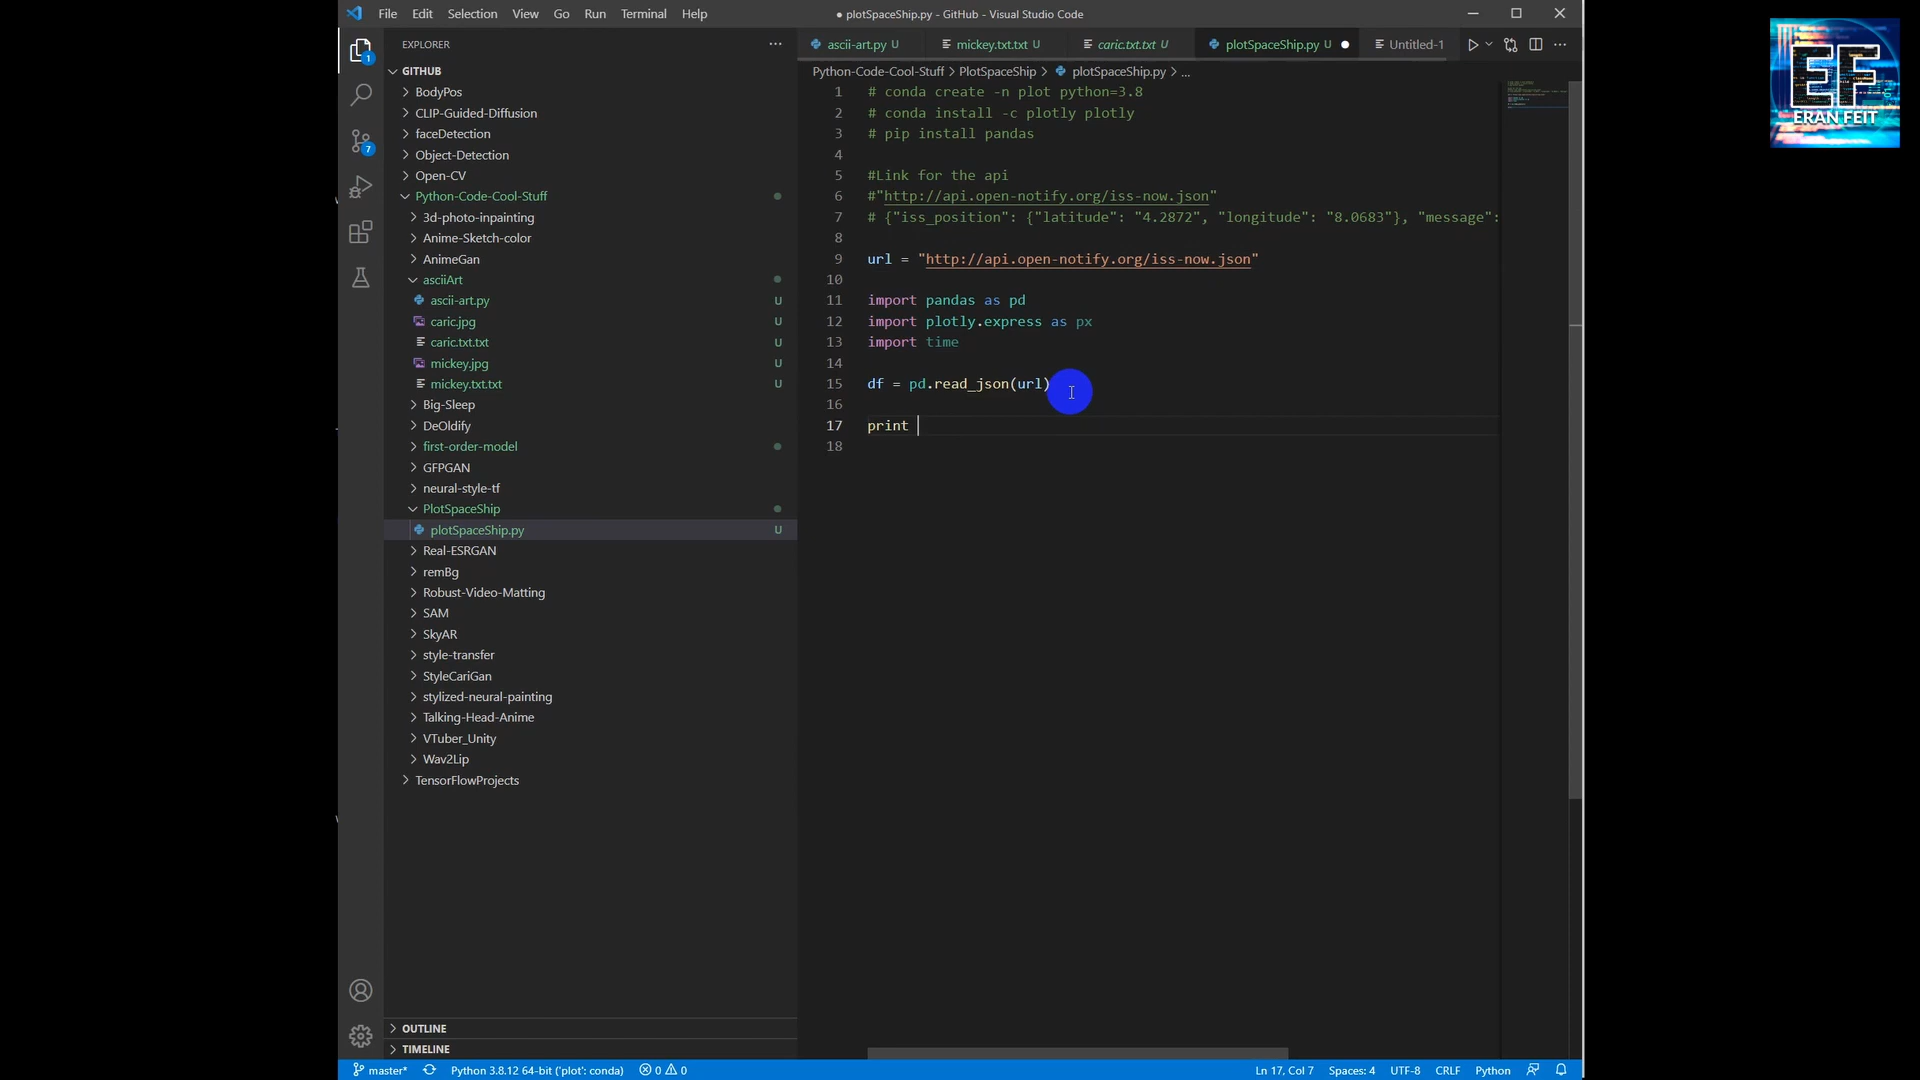 File Edit Selection View Go Run Terminal Help
● plotSpaceShip.py - GitHub - Visual Studio Code
EXPLORER
ascii-art.py U
mickey.txt.txt U
caric.txt.txt U
plotSpaceShip.py U
Untitled-1
Python-Code-Cool-Stuff > PlotSpaceShip > plotSpaceShip.py > ...
GITHUB
BodyPos
CLIP-Guided-Diffusion
faceDetection
Object-Detection
Open-CV
Python-Code-Cool-Stuff
3d-photo-inpainting
Anime-Sketch-color
AnimeGan
asciiArt
ascii-art.py U
caric.jpg U
caric.txt.txt U
mickey.jpg U
mickey.txt.txt U
Big-Sleep
DeOldify
first-order-model
GFPGAN
neural-style-tf
PlotSpaceShip
plotSpaceShip.py U
Real-ESRGAN
remBg
Robust-Video-Matting
SAM
SkyAR
style-transfer
StyleCariGan
stylized-neural-painting
Talking-Head-Anime
VTuber_Unity
Wav2Lip
TensorFlowProjects
OUTLINE
TIMELINE
1
7
1 # conda create -n plot python=3.8
2 # conda install -c plotly plotly
3 # pip install pandas
4
5 #Link for the api
6 #"http://api.open-notify.org/iss-now.json"
7 # {"iss_position": {"latitude": "4.2872", "longitude": "8.0683"}, "message":
8
9 url = "http://api.open-notify.org/iss-now.json"
10
11 import pandas as pd
12 import plotly.express as px
13 import time
14
15 df = pd.read_json(url)
16
17 print
18
master* Python 3.8.12 64-bit ('plot': conda) 0 0
Ln 17, Col 7 Spaces: 4 UTF-8 CRLF Python
EF
ERAN FEIT